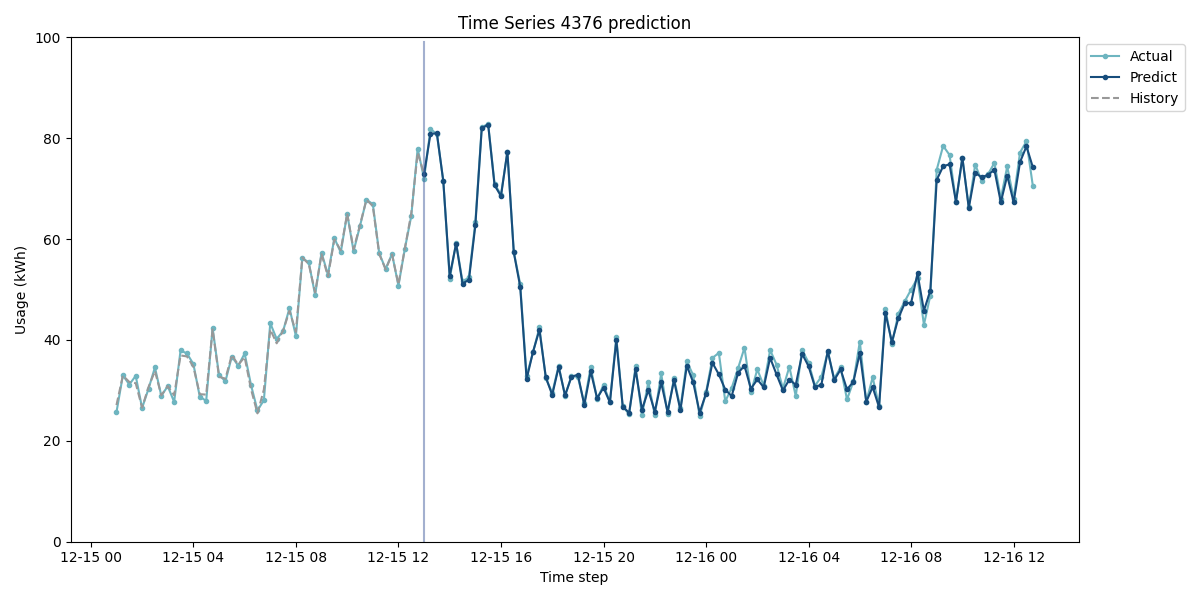 Time Series 4376 prediction
100
80
60
40
20
0
Usage (kWh)
12-15 00 12-15 04 12-15 08 12-15 12 12-15 16 12-15 20 12-16 00 12-16 04 12-16 08 12-16 12
Time step
Actual
Predict
History